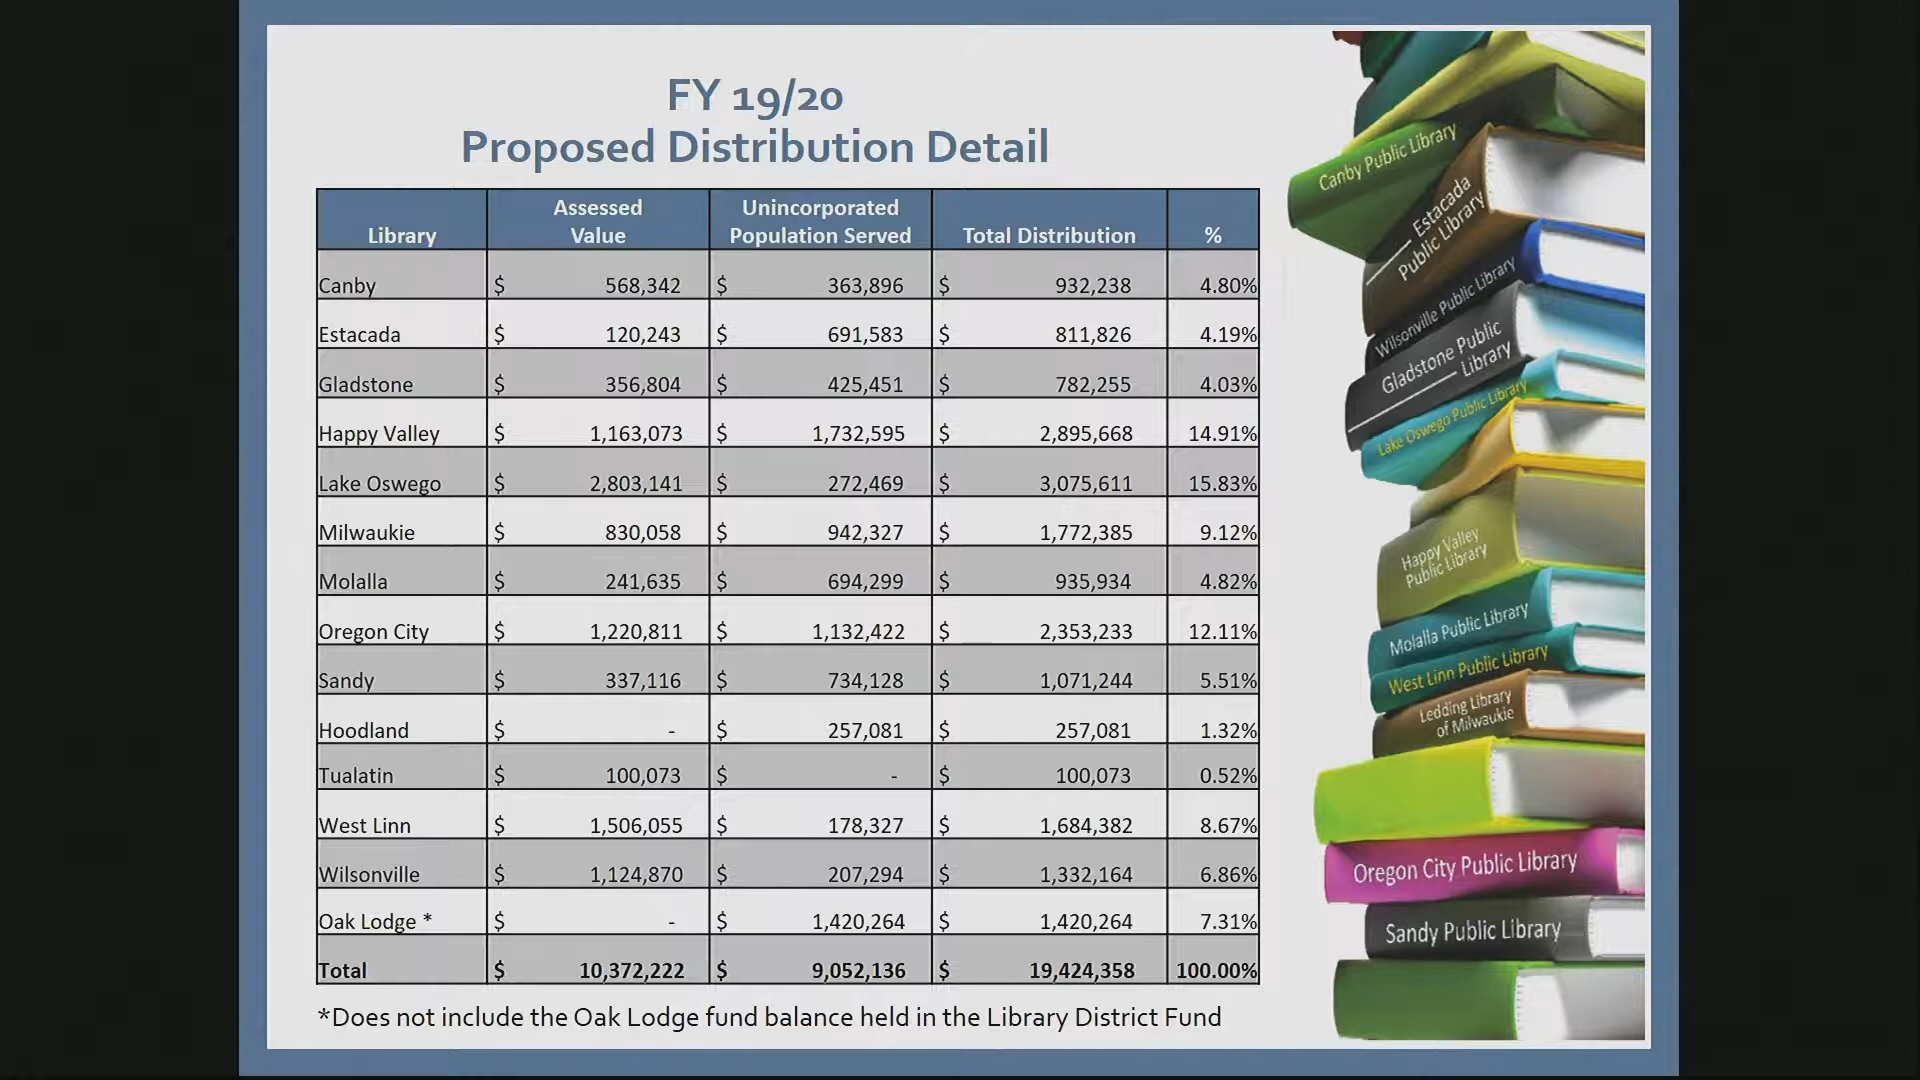 FY 19/20
Proposed Distribution Detail
Library Assessed Value Unincorporated Population Served Total Distribution %
Canby $ 568,342 $ 363,896 $ 932,238 4.80%
Estacada $ 120,243 $ 691,583 $ 811,826 4.19%
Gladstone $ 356,804 $ 425,451 $ 782,255 4.03%
Happy Valley $ 1,163,073 $ 1,732,595 $ 2,895,668 14.91%
Lake Oswego $ 2,803,141 $ 272,469 $ 3,075,611 15.83%
Milwaukie $ 830,058 $ 942,327 $ 1,772,385 9.12%
Molalla $ 241,635 $ 694,299 $ 935,934 4.82%
Oregon City $ 1,220,811 $ 1,132,422 $ 2,353,233 12.11%
Sandy $ 337,116 $ 734,128 $ 1,071,244 5.51%
Hoodland $ - $ 257,081 $ 257,081 1.32%
Tualatin $ 100,073 $ - $ 100,073 0.52%
West Linn $ 1,506,055 $ 178,327 $ 1,684,382 8.67%
Wilsonville $ 1,124,870 $ 207,294 $ 1,332,164 6.86%
Oak Lodge * $ - $ 1,420,264 $ 1,420,264 7.31%
Total $ 10,372,222 $ 9,052,136 $ 19,424,358 100.00%
*Does not include the Oak Lodge fund balance held in the Library District Fund
Canby Public Library
Estacada
Public Library
Wilsonville Public Library
Gladstone Public
Library
Lake Oswego Public Library
Happy Valley
Public Library
Molalla Public Library
West Linn Public Library
Ledding Library
of Milwaukie
Oregon City Public Library
Sandy Public Library